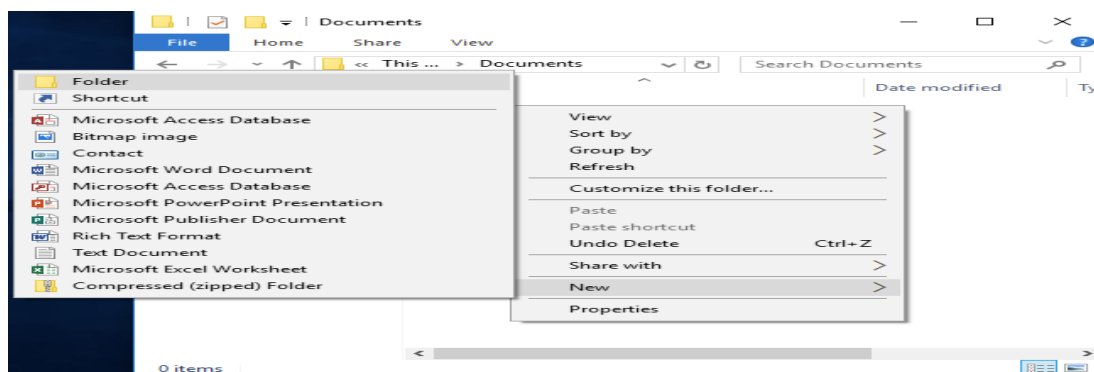 Documents
File Home Share View
« This ... > Documents Search Documents
Date modified Ty
Folder
Shortcut
Microsoft Access Database
Bitmap image
Contact
Microsoft Word Document
Microsoft Access Database
Microsoft PowerPoint Presentation
Microsoft Publisher Document
Rich Text Format
Text Document
Microsoft Excel Worksheet
Compressed (zipped) Folder
View
Sort by
Group by
Refresh
Customize this folder...
Paste
Paste shortcut
Undo Delete Ctrl+Z
Share with
New
Properties
0 items